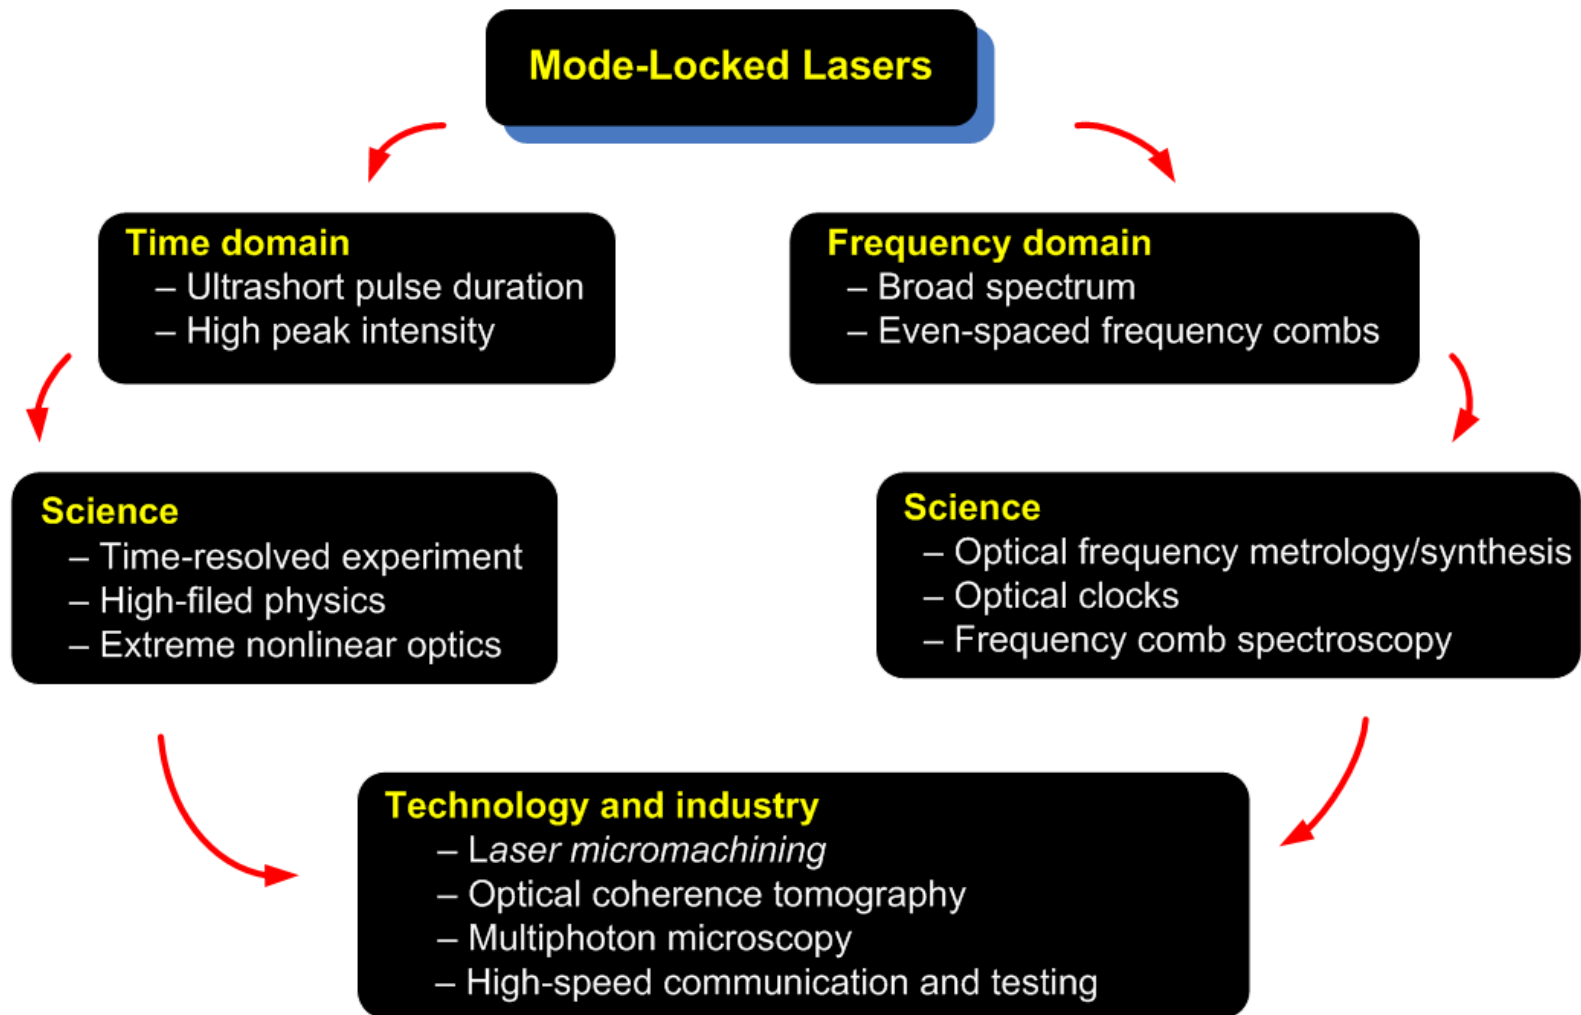 Mode-Locked Lasers
Time domain
– Ultrashort pulse duration
– High peak intensity
Frequency domain
– Broad spectrum
– Even-spaced frequency combs
Science
– Time-resolved experiment
– High-filed physics
– Extreme nonlinear optics
Science
– Optical frequency metrology/synthesis
– Optical clocks
– Frequency comb spectroscopy
Technology and industry
– Laser micromachining
– Optical coherence tomography
– Multiphoton microscopy
– High-speed communication and testing